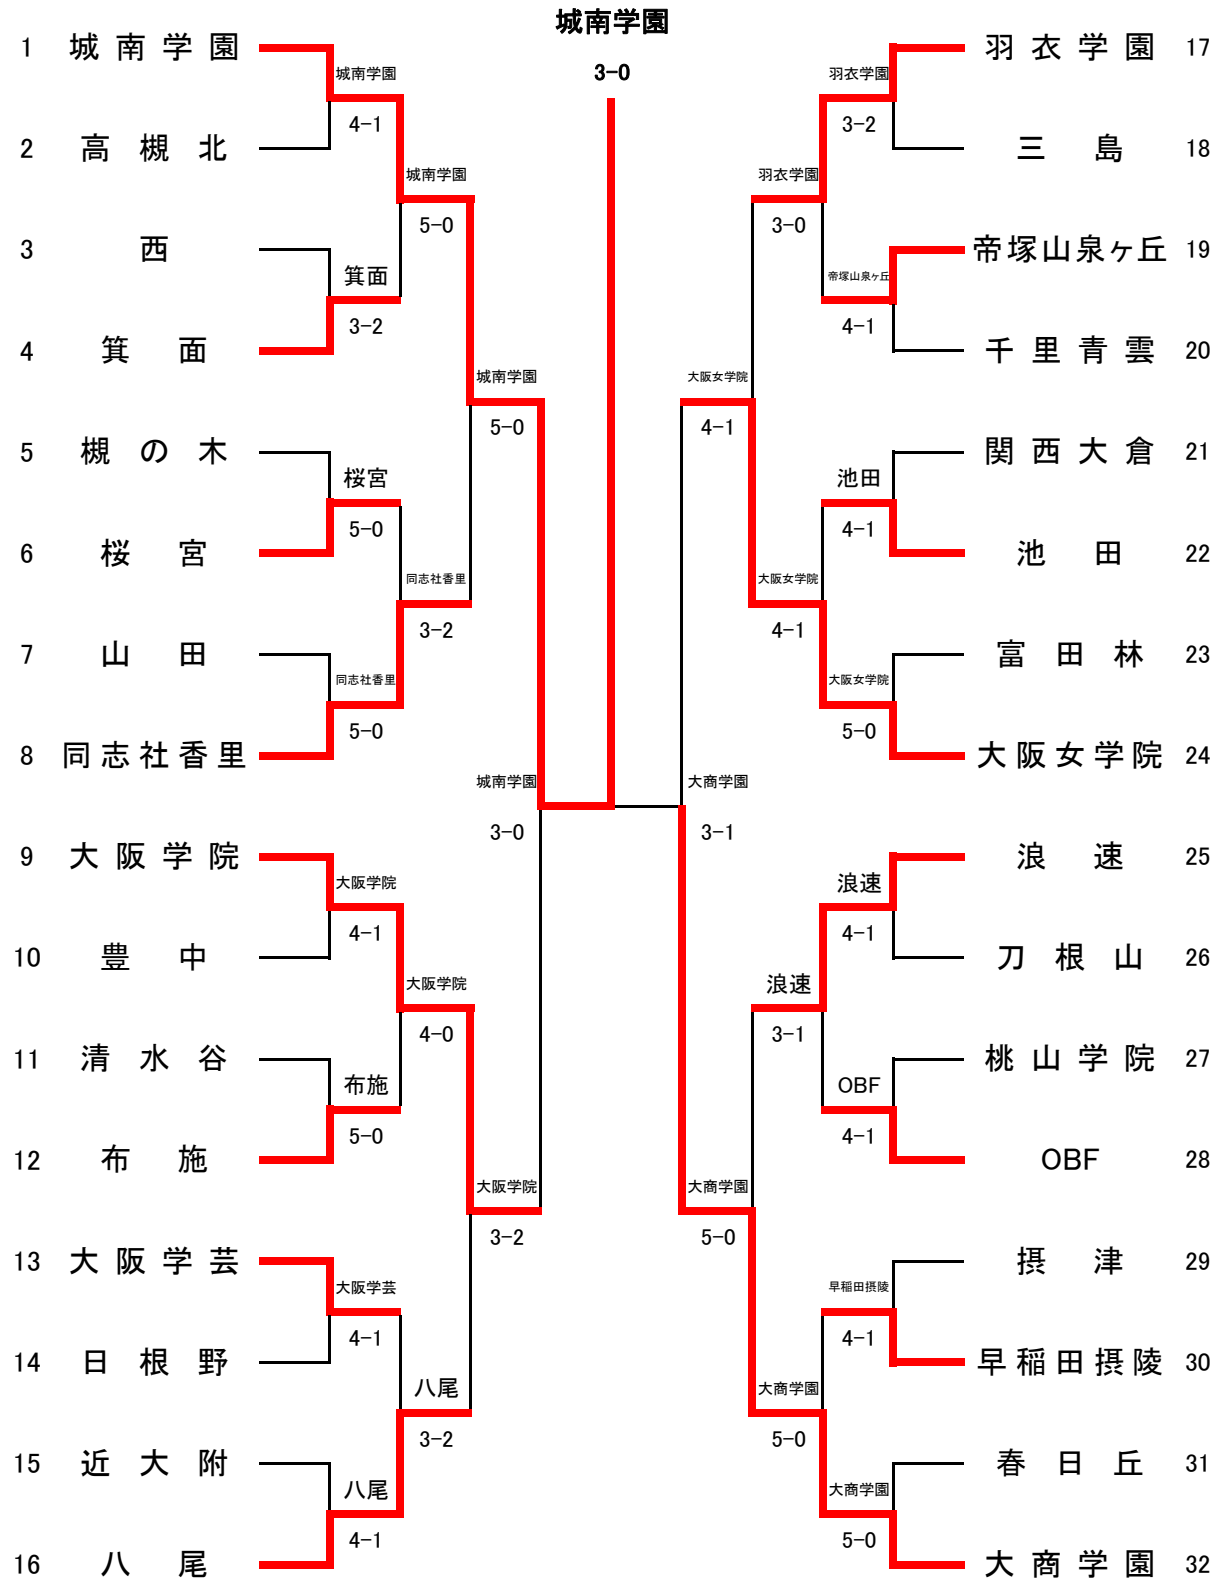 城南学園
3-0
1 城南学園
城南学園
4-1
2 高槻北
城南学園
5-0
3 西
箕面
3-2
4 箕面
城南学園
5-0
5 槻の木
桜宮
5-0
6 桜宮
同志社香里
3-2
7 山田
同志社香里
5-0
8 同志社香里
城南学園
3-0
9 大阪学院
大阪学院
4-1
10 豊中
大阪学院
4-0
11 清水谷
布施
5-0
12 布施
大阪学院
3-2
13 大阪学芸
大阪学芸
4-1
14 日根野
八尾
3-2
15 近大附
八尾
4-1
16 八尾
羽衣学園 17
羽衣学園
3-2
三島 18
羽衣学園
3-0
帝塚山泉ヶ丘 19
帝塚山泉ヶ丘
4-1
千里青雲 20
大阪女学院
4-1
関西大倉 21
池田
4-1
池田 22
大阪女学院
4-1
富田林 23
大阪女学院
5-0
大阪女学院 24
大商学園
3-1
浪速 25
浪速
4-1
刀根山 26
浪速
3-1
桃山学院 27
OBF
4-1
OBF 28
大商学園
5-0
摂津 29
早稲田摂陵
4-1
早稲田摂陵 30
大商学園
5-0
春日丘 31
大商学園
5-0
大商学園 32